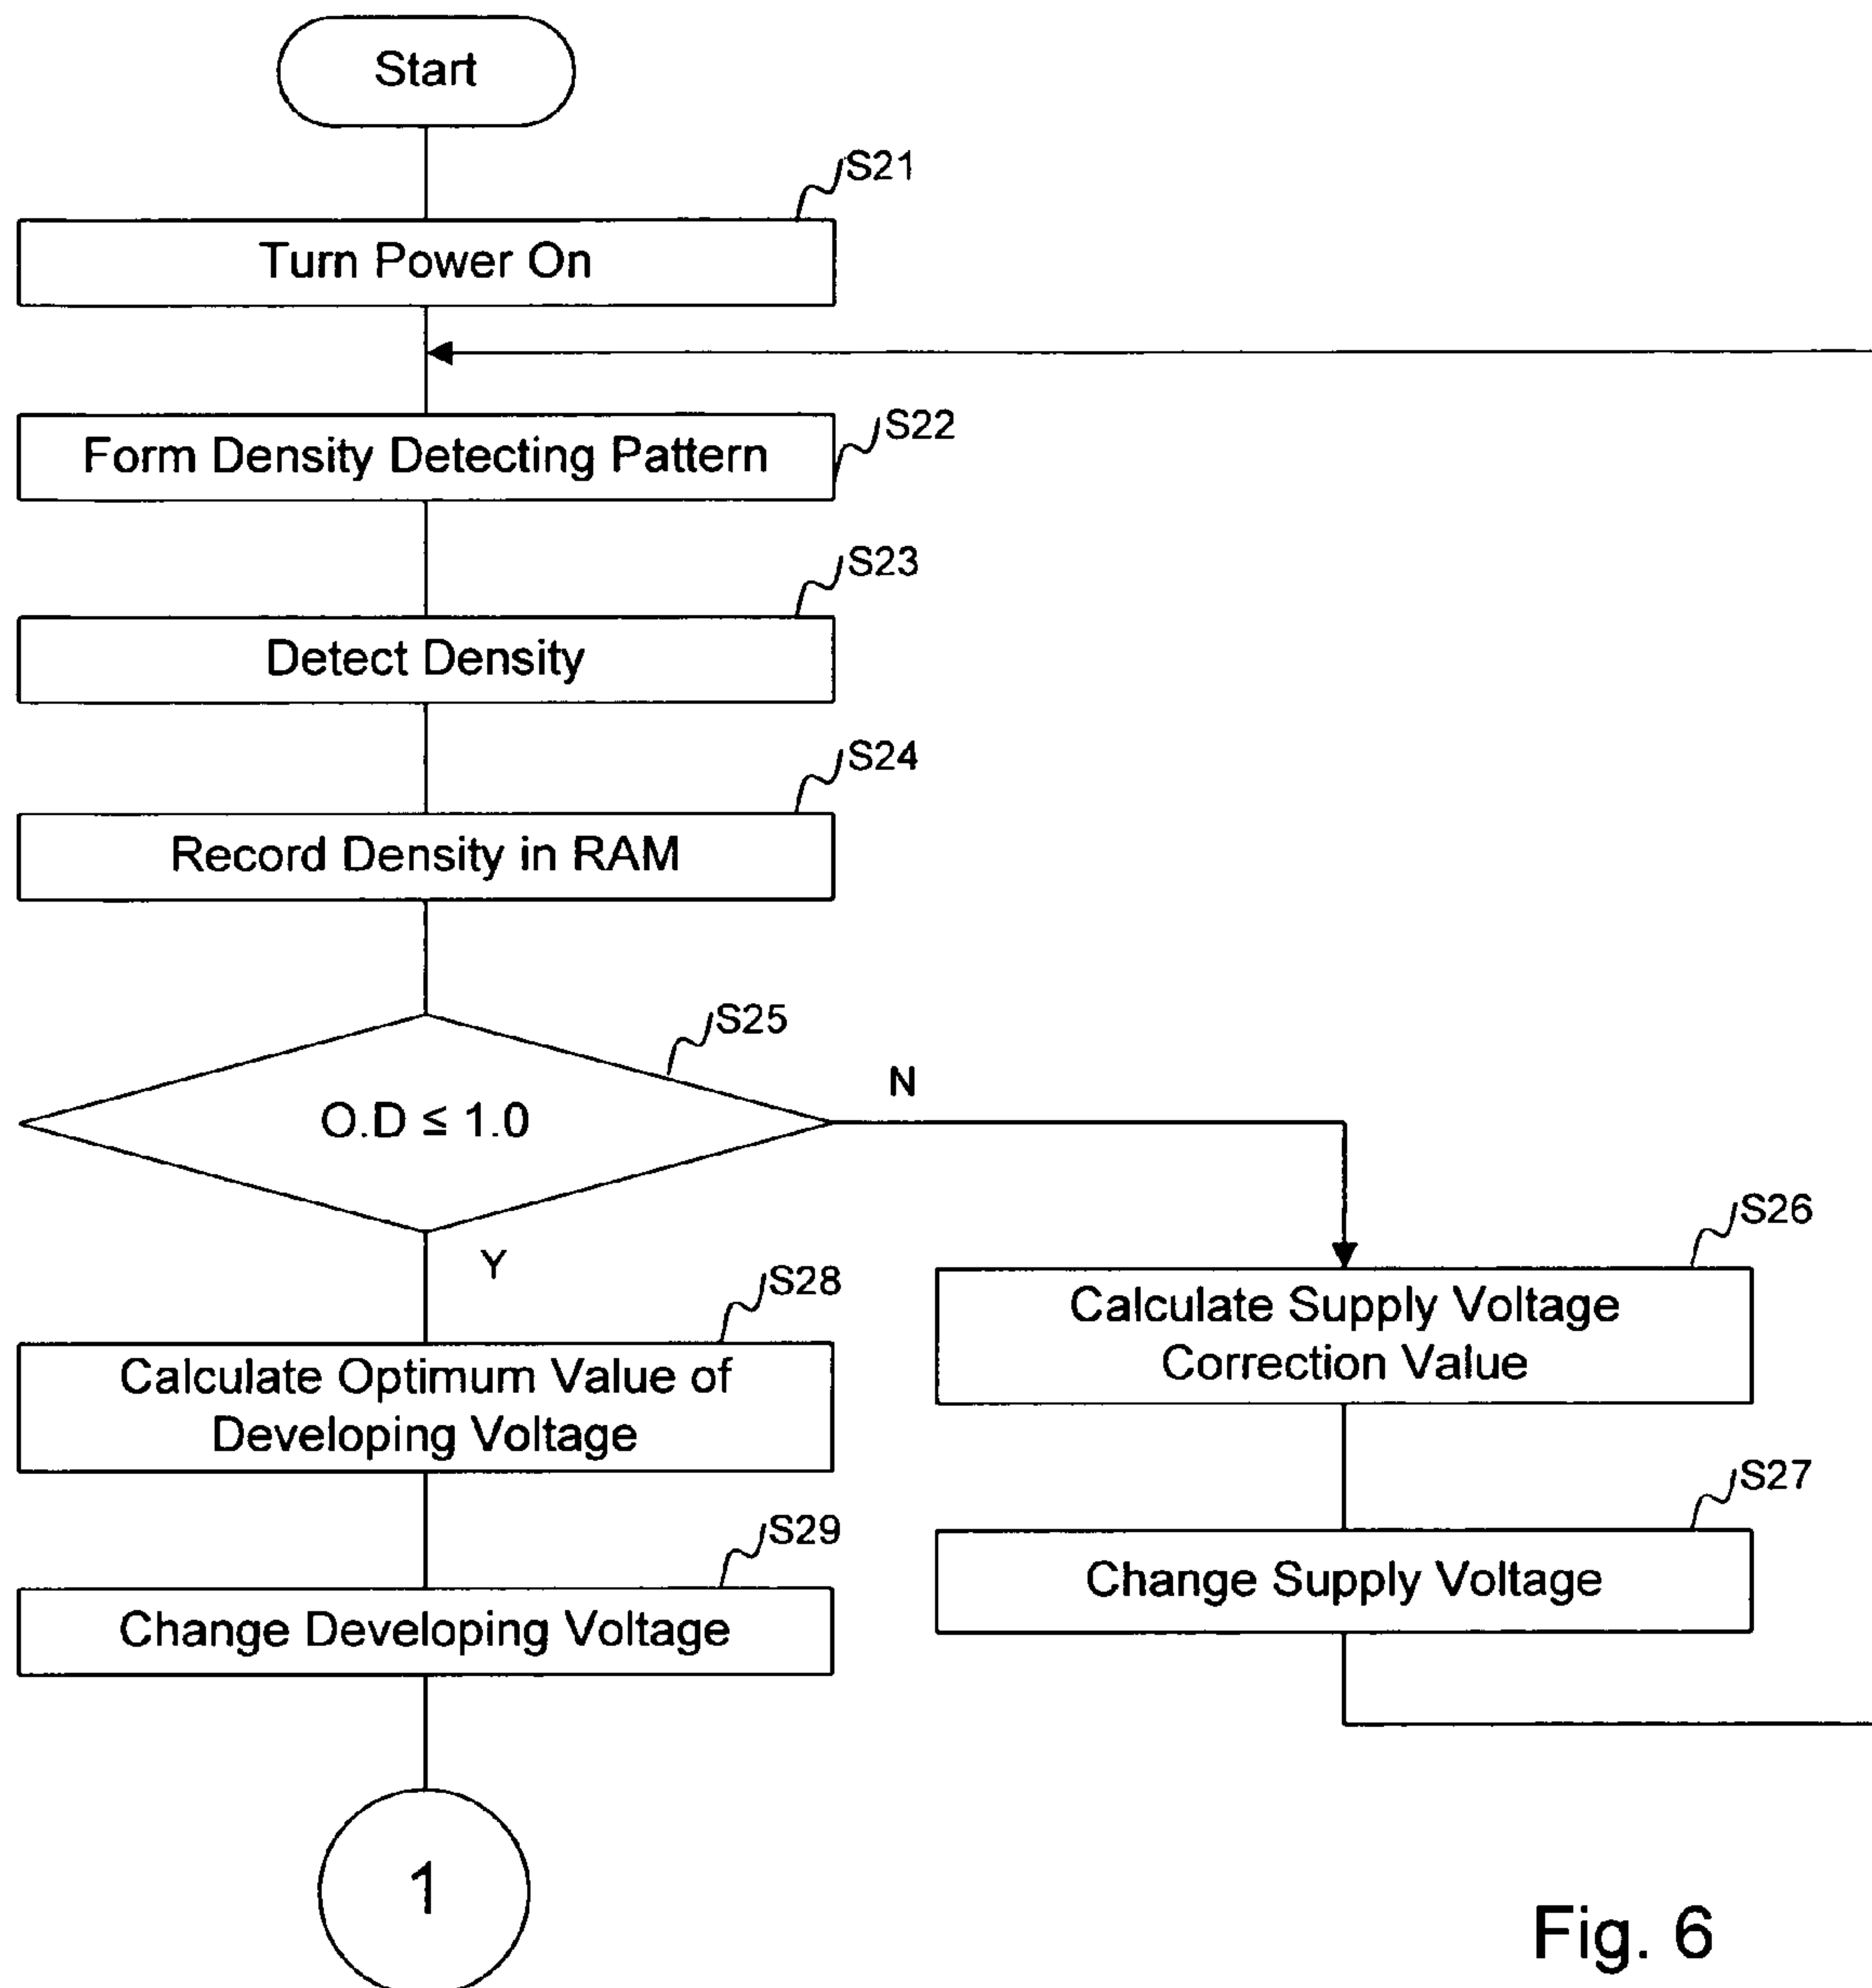 Start
S21
Turn Power On
S22
Form Density Detecting Pattern
S23
Detect Density
S24
Record Density in RAM
S25
O.D ≤ 1.0
N
Y
S26
Calculate Supply Voltage
Correction Value
S28
Calculate Optimum Value of
Developing Voltage
S27
Change Supply Voltage
S29
Change Developing Voltage
1
Fig. 6